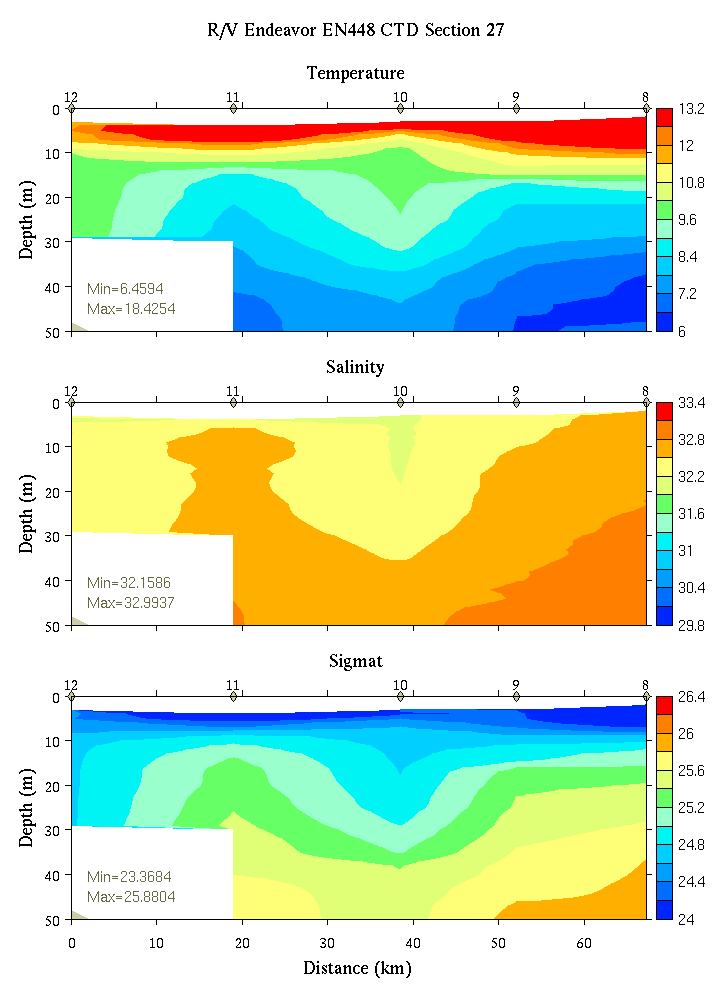 R/V Endeavor EN448 CTD Section 27
Temperature
12 11 10 9 8
Depth (m)
0
10
20
30
40
50
Min=6.4594
Max=18.4254
13.2
12
10.8
9.6
8.4
7.2
6
Salinity
12 11 10 9 8
Depth (m)
0
10
20
30
40
50
Min=32.1586
Max=32.9937
33.4
32.8
32.2
31.6
31
30.4
29.8
Sigmat
12 11 10 9 8
Depth (m)
0
10
20
30
40
50
Min=23.3684
Max=25.8804
26.4
26
25.6
25.2
24.8
24.4
24
0 10 20 30 40 50 60
Distance (km)